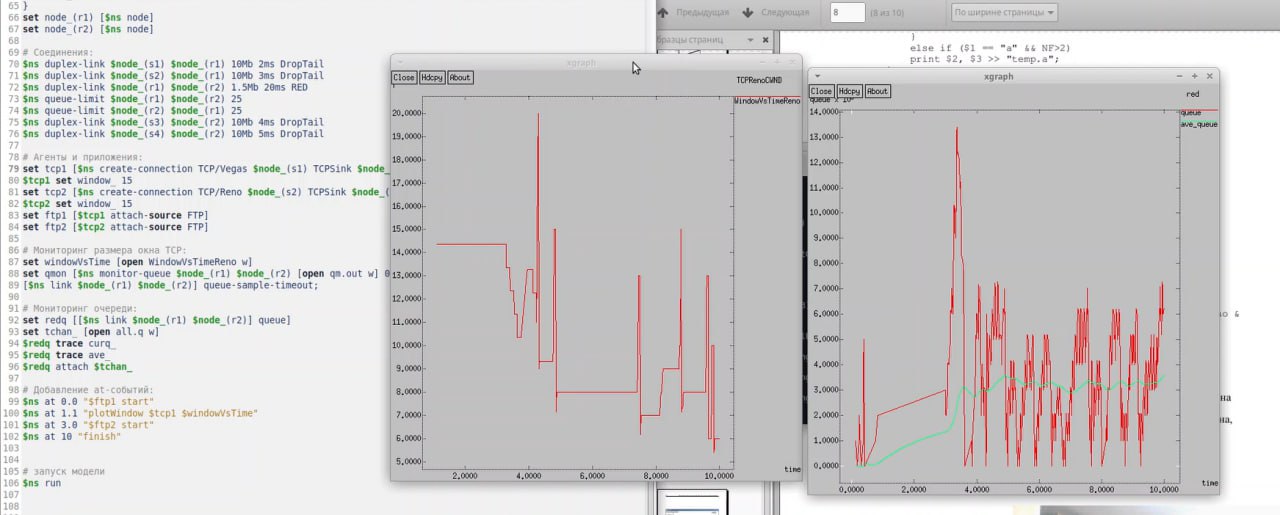 65 }
66 set node_(r1) [$ns node]
67 set node_(r2) [$ns node]
68
69 # Соединения:
70 $ns duplex-link $node_(s1) $node_(r1) 10Mb 2ms DropTail
71 $ns duplex-link $node_(s2) $node_(r1) 10Mb 3ms DropTail
72 $ns duplex-link $node_(r1) $node_(r2) 1.5Mb 20ms RED
73 $ns queue-limit $node_(r1) $node_(r2) 25
74 $ns queue-limit $node_(r2) $node_(r1) 25
75 $ns duplex-link $node_(s3) $node_(r2) 10Mb 4ms DropTail
76 $ns duplex-link $node_(s4) $node_(r2) 10Mb 5ms DropTail
77
78 # Агенты и приложения:
79 set tcp1 [$ns create-connection TCP/Vegas $node_(s1) TCPSink $node_
80 $tcp1 set window_ 15
81 set tcp2 [$ns create-connection TCP/Reno $node_(s2) TCPSink $node_(
82 $tcp2 set window_ 15
83 set ftp1 [$tcp1 attach-source FTP]
84 set ftp2 [$tcp2 attach-source FTP]
85
86 # Мониторинг размера окна TCP:
87 set windowVsTime [open WindowVsTimeReno w]
88 set qmon [$ns monitor-queue $node_(r1) $node_(r2) [open qm.out w] 0
89 [$ns link $node_(r1) $node_(r2)] queue-sample-timeout;
90
91 # Мониторинг очереди:
92 set redq [[$ns link $node_(r1) $node_(r2)] queue]
93 set tchan_ [open all.q w]
94 $redq trace curq_
95 $redq trace ave_
96 $redq attach $tchan_
97
98 # Добавление at-событий:
99 $ns at 0.0 "$ftp1 start"
100 $ns at 1.1 "plotWindow $tcp1 $windowVsTime"
101 $ns at 3.0 "$ftp2 start"
102 $ns at 10 "finish"
103
104
105 # запуск модели
106 $ns run
107
108
Предыдущая Следующая 8 (8 из 10) По ширине страницы
бразцы страниц
}
else if ($1 == "a" && NF>2)
print $2, $3 >> "temp.a";
xgraph
Close Hdcpy About
TCPRenoCWND
WindowVsTimeReno
20,0000
19,0000
18,0000
17,0000
16,0000
15,0000
14,0000
13,0000
12,0000
11,0000
10,0000
9,0000
8,0000
7,0000
6,0000
5,0000
time
2,0000 4,0000 6,0000 8,0000 10,0000
xgraph
Close Hdcpy About
red
queue
ave_queue
14,0000
13,0000
12,0000
11,0000
10,0000
9,0000
8,0000
7,0000
6,0000
5,0000
4,0000
3,0000
2,0000
1,0000
0,0000
time
0,0000 2,0000 4,0000 6,0000 8,0000 10,0000
&
на
на,